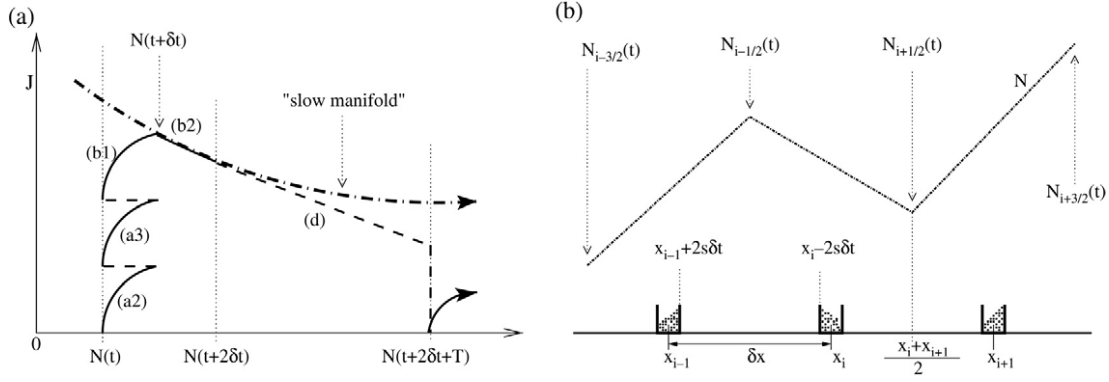 (a)
N(t+δt)
J
(b2)
"slow manifold"
(b1)
(a3)
(d)
(a2)
0
N(t)
N(t+2δt)
N(t+2δt+T)
(b)
N_{i−3/2}(t)
N_{i−1/2}(t)
N_{i+1/2}(t)
N
N_{i+3/2}(t)
x_{i−1}+2sδt
x_i−2sδt
x_{i−1}
δx
x_i
x_i+x_{i+1}
2
x_{i+1}